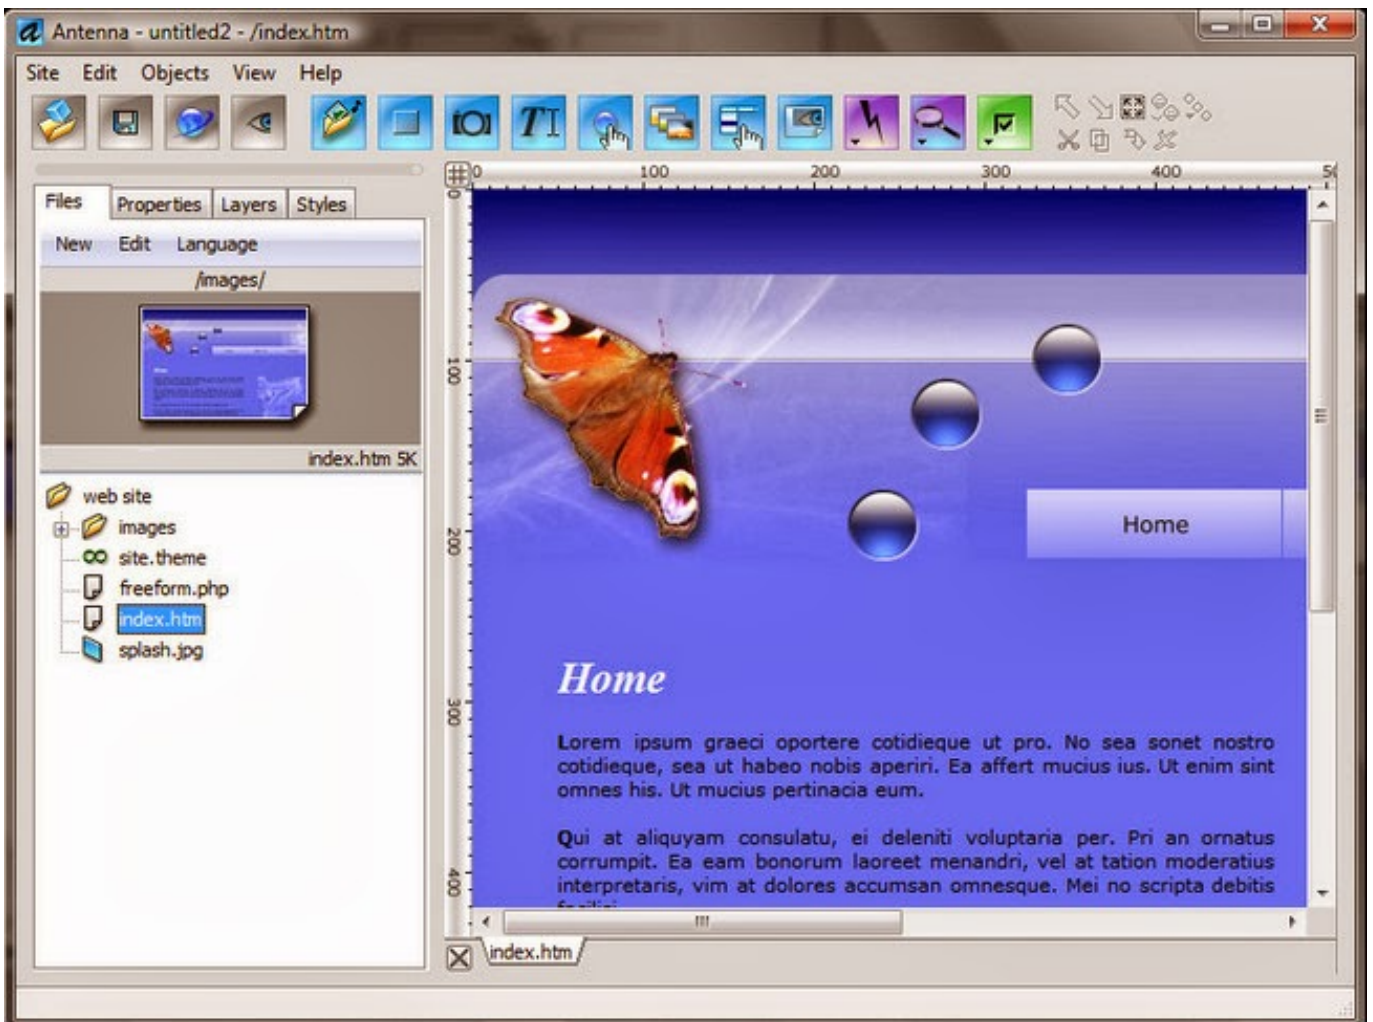 Antenna - untitled2 - /index.htm
Site Edit Objects View Help
0 100 200 300 400 50
Files Properties Layers Styles
New Edit Language
/images/
index.htm 5K
web site
images
site.theme
freeform.php
index.htm
splash.jpg
0
100
200
300
400
Home
Home
Lorem ipsum graeci oportere cotidieque ut pro. No sea sonet nostro
cotidieque, sea ut habeo nobis aperiri. Ea affert mucius ius. Ut enim sint
omnes his. Ut mucius pertinacia eum.
Qui at aliquyam consulatu, ei deleniti voluptaria per. Pri an ornatus
corrumpit. Ea eam bonorum laoreet menandri, vel at tation moderatius
interpretaris, vim at dolores accumsan omnesque. Mei no scripta debitis
index.htm